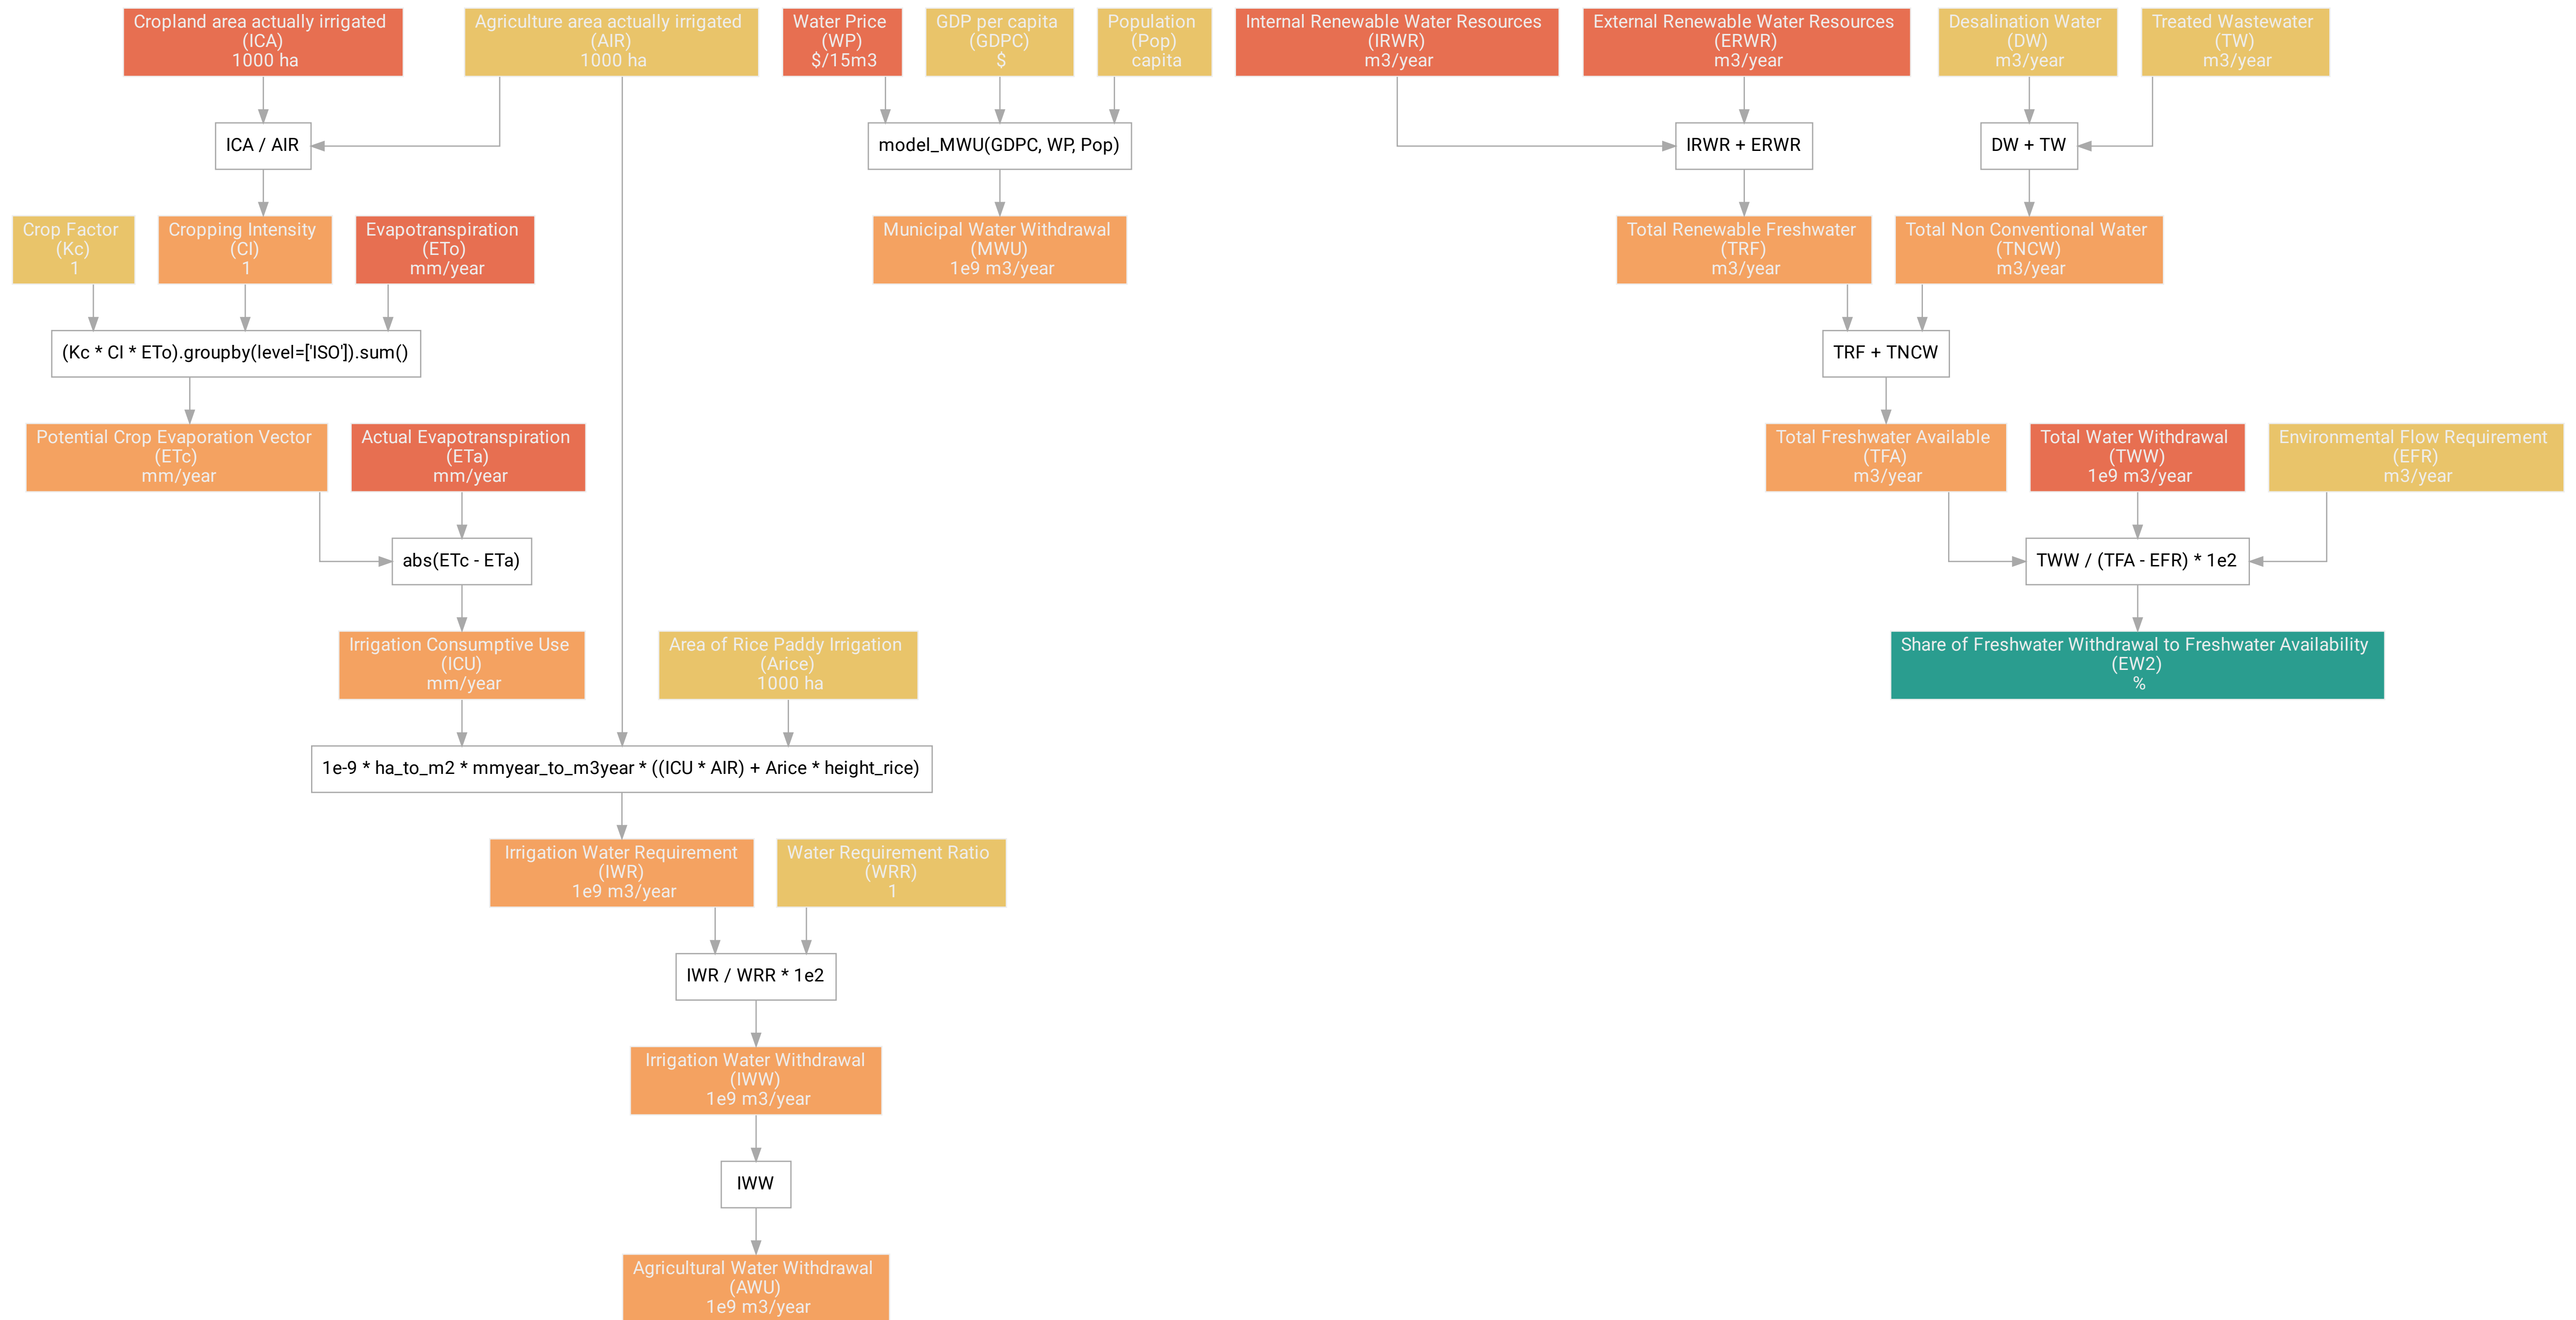 Cropland area actually irrigated
(ICA)
1000 ha
Agriculture area actually irrigated
(AIR)
1000 ha
Water Price
(WP)
$/15m3
GDP per capita
(GDPC)
$
Population
(Pop)
capita
Internal Renewable Water Resources
(IRWR)
m3/year
External Renewable Water Resources
(ERWR)
m3/year
Desalination Water
(DW)
m3/year
Treated Wastewater
(TW)
m3/year
ICA / AIR
model_MWU(GDPC, WP, Pop)
IRWR + ERWR
DW + TW
Crop Factor
(Kc)
1
Cropping Intensity
(CI)
1
Evapotranspiration
(ETo)
mm/year
Municipal Water Withdrawal
(MWU)
1e9 m3/year
Total Renewable Freshwater
(TRF)
m3/year
Total Non Conventional Water
(TNCW)
m3/year
(Kc * CI * ETo).groupby(level=['ISO']).sum()
TRF + TNCW
Potential Crop Evaporation Vector
(ETc)
mm/year
Actual Evapotranspiration
(ETa)
mm/year
Total Freshwater Available
(TFA)
m3/year
Total Water Withdrawal
(TWW)
1e9 m3/year
Environmental Flow Requirement
(EFR)
m3/year
abs(ETc - ETa)
TWW / (TFA - EFR) * 1e2
Irrigation Consumptive Use
(ICU)
mm/year
Area of Rice Paddy Irrigation
(Arice)
1000 ha
Share of Freshwater Withdrawal to Freshwater Availability
(EW2)
%
1e-9 * ha_to_m2 * mmyear_to_m3year * ((ICU * AIR) + Arice * height_rice)
Irrigation Water Requirement
(IWR)
1e9 m3/year
Water Requirement Ratio
(WRR)
1
IWR / WRR * 1e2
Irrigation Water Withdrawal
(IWW)
1e9 m3/year
IWW
Agricultural Water Withdrawal
(AWU)
1e9 m3/year